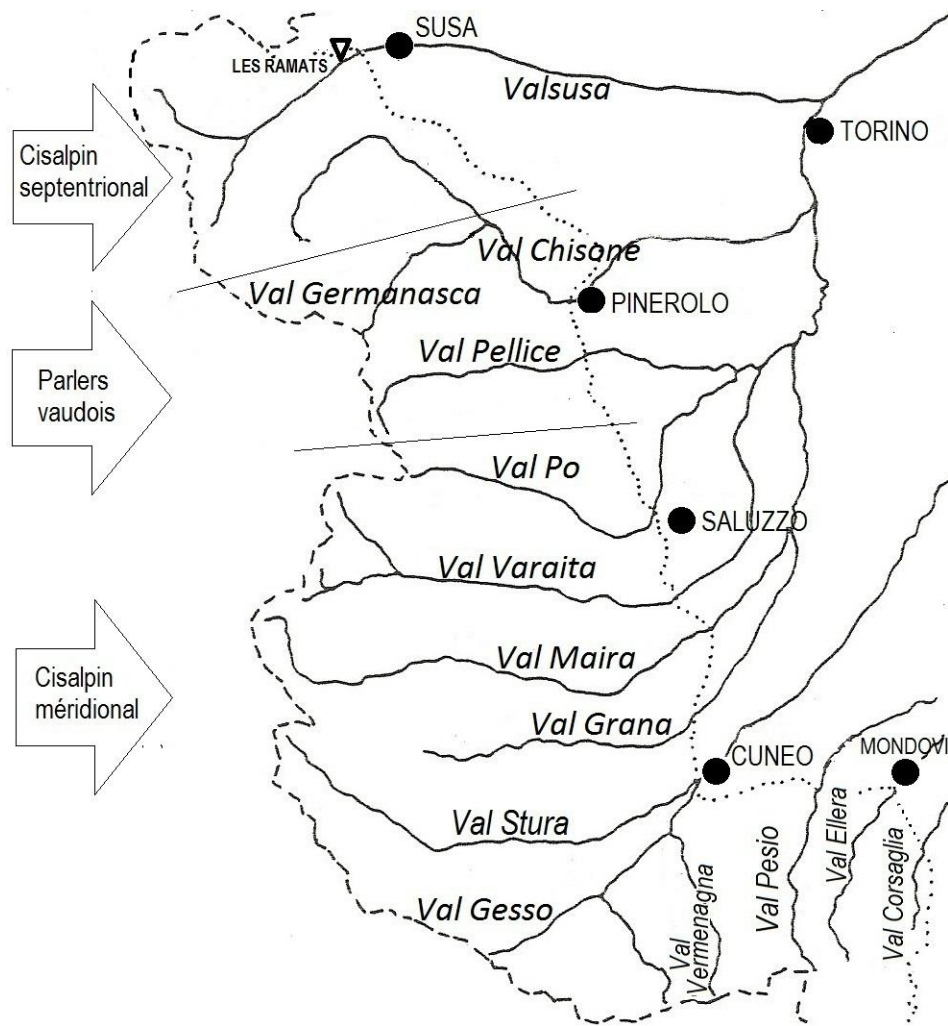 SUSA
LES RAMATS
Valsusa
TORINO
Cisalpin
septentrional
Val Chisone
Val Germanasca
PINEROLO
Val Pellice
Parlers
vaudois
Val Po
SALUZZO
Val Varaita
Val Maira
Cisalpin
méridional
Val Grana
CUNEO
MONDOVI
Val Stura
Val Ellera
Val Pesio
Val Corsaglia
Val Gesso
Val
Vermenagna